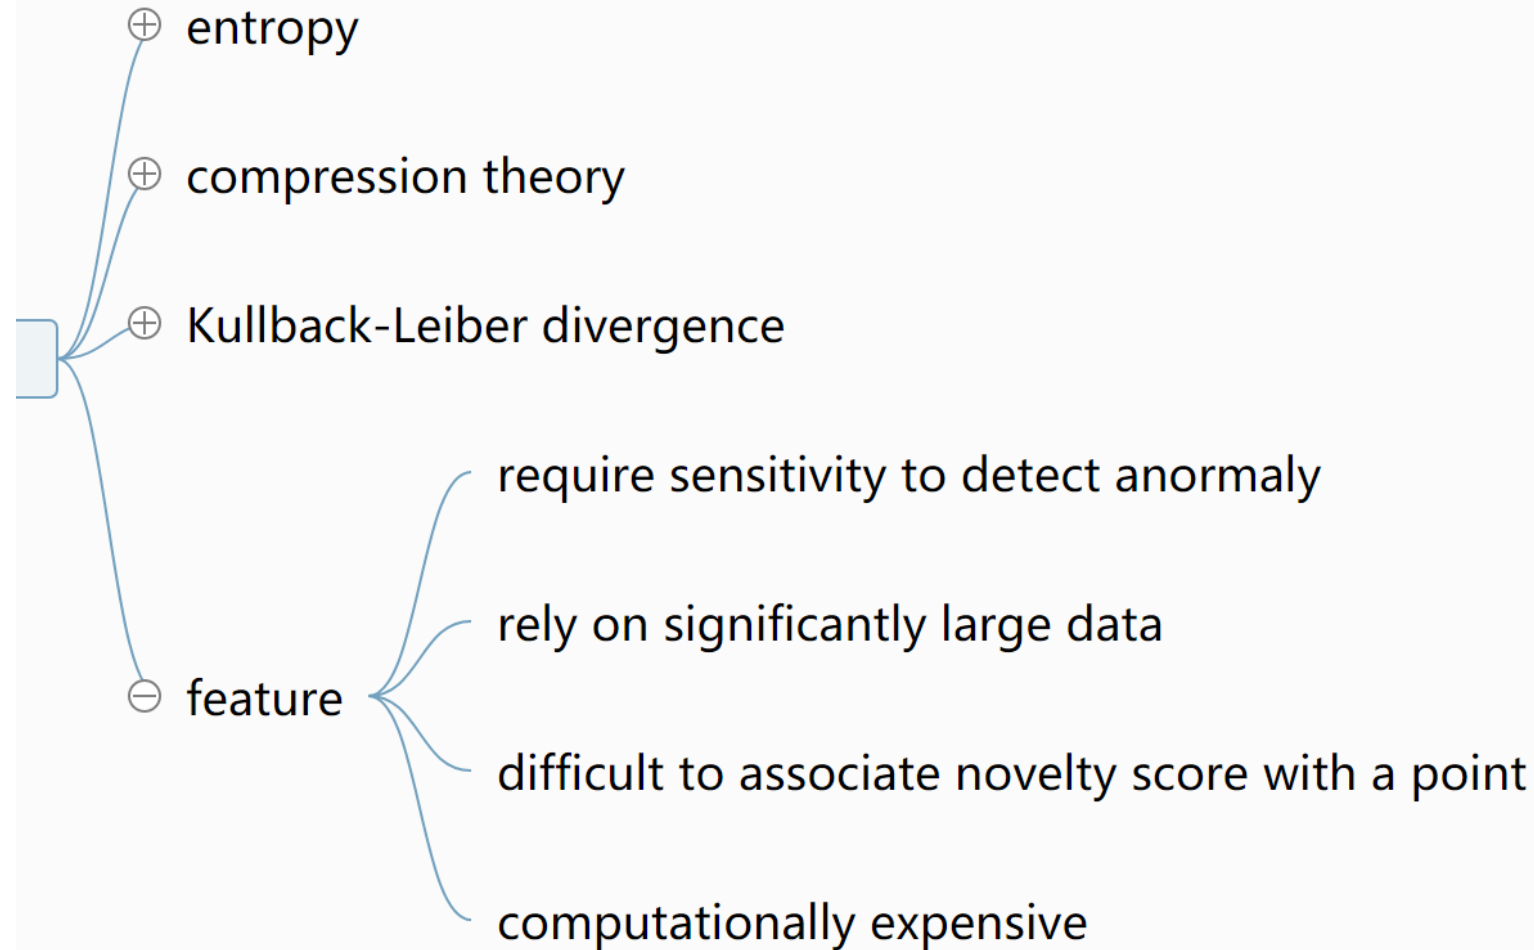 entropy
compression theory
Kullback-Leiber divergence
require sensitivity to detect anormaly
rely on significantly large data
feature
difficult to associate novelty score with a point
computationally expensive